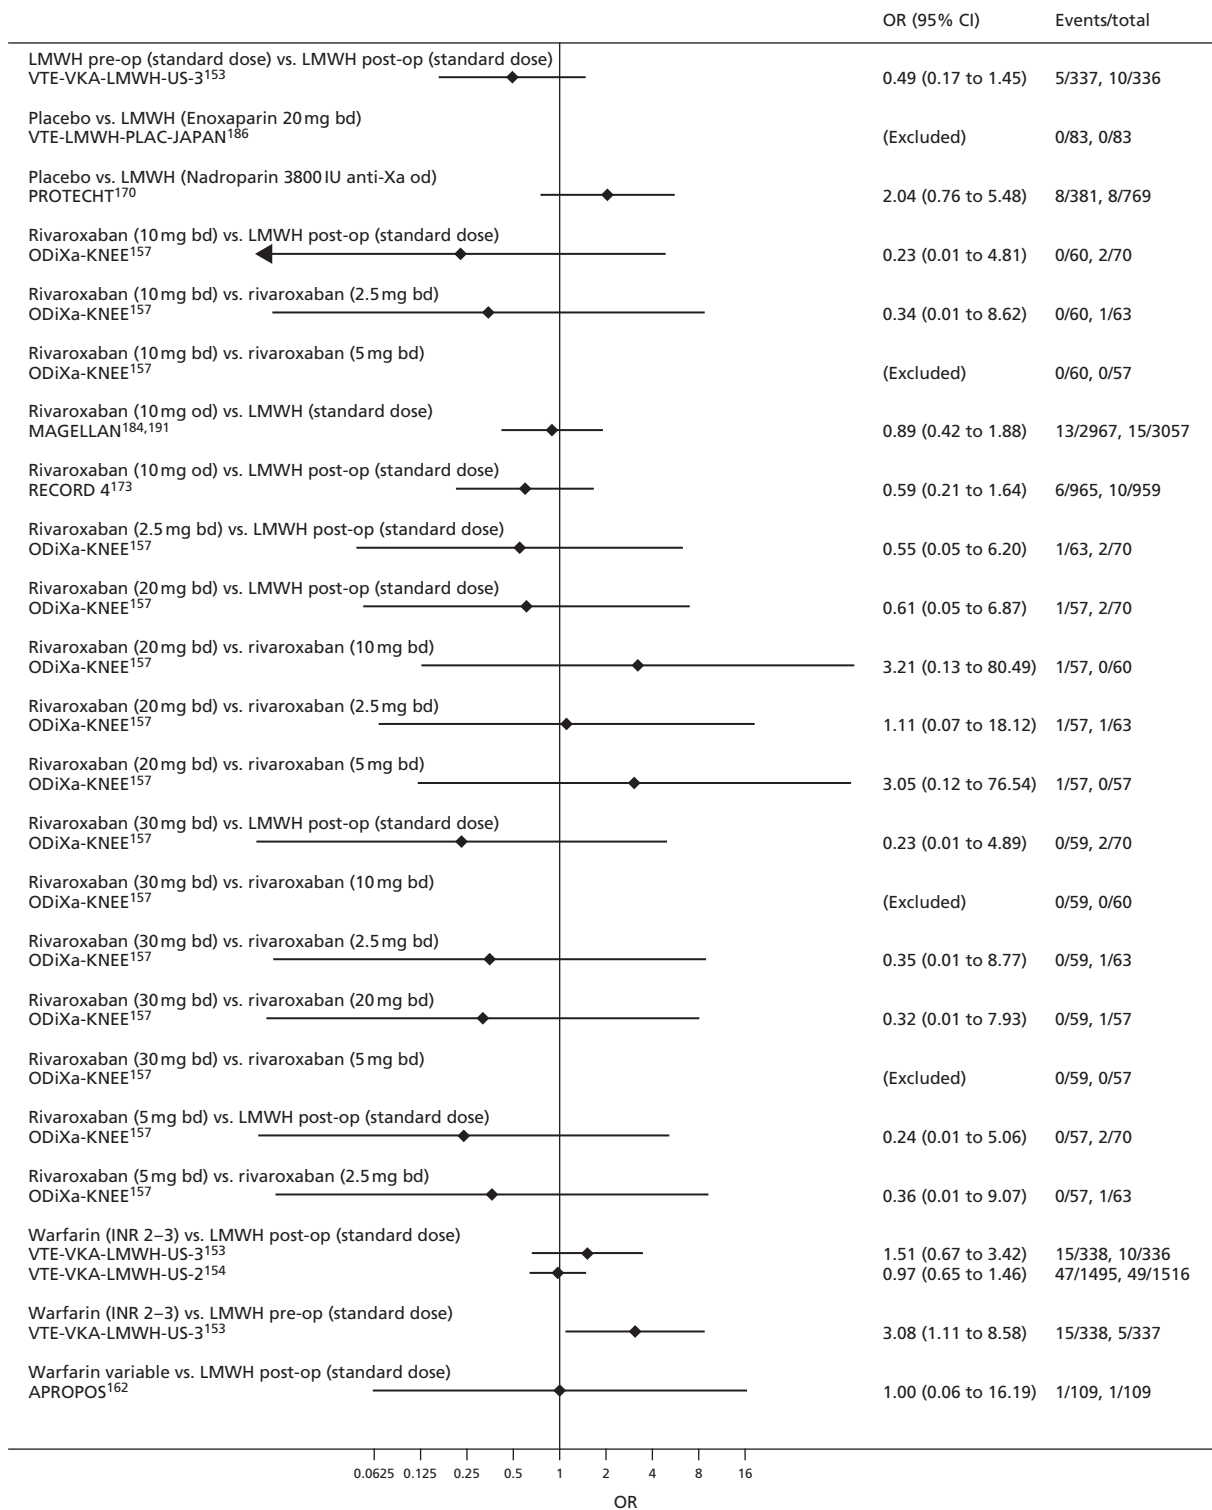 OR (95% CI) Events/total
LMWH pre-op (standard dose) vs. LMWH post-op (standard dose)
VTE-VKA-LMWH-US-3153 0.49 (0.17 to 1.45) 5/337, 10/336
Placebo vs. LMWH (Enoxaparin 20 mg bd)
VTE-LMWH-PLAC-JAPAN186 (Excluded) 0/83, 0/83
Placebo vs. LMWH (Nadroparin 3800 IU anti-Xa od)
PROTECHT170 2.04 (0.76 to 5.48) 8/381, 8/769
Rivaroxaban (10 mg bd) vs. LMWH post-op (standard dose)
ODiXa-KNEE157 0.23 (0.01 to 4.81) 0/60, 2/70
Rivaroxaban (10 mg bd) vs. rivaroxaban (2.5 mg bd)
ODiXa-KNEE157 0.34 (0.01 to 8.62) 0/60, 1/63
Rivaroxaban (10 mg bd) vs. rivaroxaban (5 mg bd)
ODiXa-KNEE157 (Excluded) 0/60, 0/57
Rivaroxaban (10 mg od) vs. LMWH (standard dose)
MAGELLAN184,191 0.89 (0.42 to 1.88) 13/2967, 15/3057
Rivaroxaban (10 mg od) vs. LMWH post-op (standard dose)
RECORD 4173 0.59 (0.21 to 1.64) 6/965, 10/959
Rivaroxaban (2.5 mg bd) vs. LMWH post-op (standard dose)
ODiXa-KNEE157 0.55 (0.05 to 6.20) 1/63, 2/70
Rivaroxaban (20 mg bd) vs. LMWH post-op (standard dose)
ODiXa-KNEE157 0.61 (0.05 to 6.87) 1/57, 2/70
Rivaroxaban (20 mg bd) vs. rivaroxaban (10 mg bd)
ODiXa-KNEE157 3.21 (0.13 to 80.49) 1/57, 0/60
Rivaroxaban (20 mg bd) vs. rivaroxaban (2.5 mg bd)
ODiXa-KNEE157 1.11 (0.07 to 18.12) 1/57, 1/63
Rivaroxaban (20 mg bd) vs. rivaroxaban (5 mg bd)
ODiXa-KNEE157 3.05 (0.12 to 76.54) 1/57, 0/57
Rivaroxaban (30 mg bd) vs. LMWH post-op (standard dose)
ODiXa-KNEE157 0.23 (0.01 to 4.89) 0/59, 2/70
Rivaroxaban (30 mg bd) vs. rivaroxaban (10 mg bd)
ODiXa-KNEE157 (Excluded) 0/59, 0/60
Rivaroxaban (30 mg bd) vs. rivaroxaban (2.5 mg bd)
ODiXa-KNEE157 0.35 (0.01 to 8.77) 0/59, 1/63
Rivaroxaban (30 mg bd) vs. rivaroxaban (20 mg bd)
ODiXa-KNEE157 0.32 (0.01 to 7.93) 0/59, 1/57
Rivaroxaban (30 mg bd) vs. rivaroxaban (5 mg bd)
ODiXa-KNEE157 (Excluded) 0/59, 0/57
Rivaroxaban (5 mg bd) vs. LMWH post-op (standard dose)
ODiXa-KNEE157 0.24 (0.01 to 5.06) 0/57, 2/70
Rivaroxaban (5 mg bd) vs. rivaroxaban (2.5 mg bd)
ODiXa-KNEE157 0.36 (0.01 to 9.07) 0/57, 1/63
Warfarin (INR 2–3) vs. LMWH post-op (standard dose)
VTE-VKA-LMWH-US-3153 1.51 (0.67 to 3.42) 15/338, 10/336
VTE-VKA-LMWH-US-2154 0.97 (0.65 to 1.46) 47/1495, 49/1516
Warfarin (INR 2–3) vs. LMWH pre-op (standard dose)
VTE-VKA-LMWH-US-3153 3.08 (1.11 to 8.58) 15/338, 5/337
Warfarin variable vs. LMWH post-op (standard dose)
APROPOS162 1.00 (0.06 to 16.19) 1/109, 1/109
0.0625 0.125 0.25 0.5 1 2 4 8 16
OR